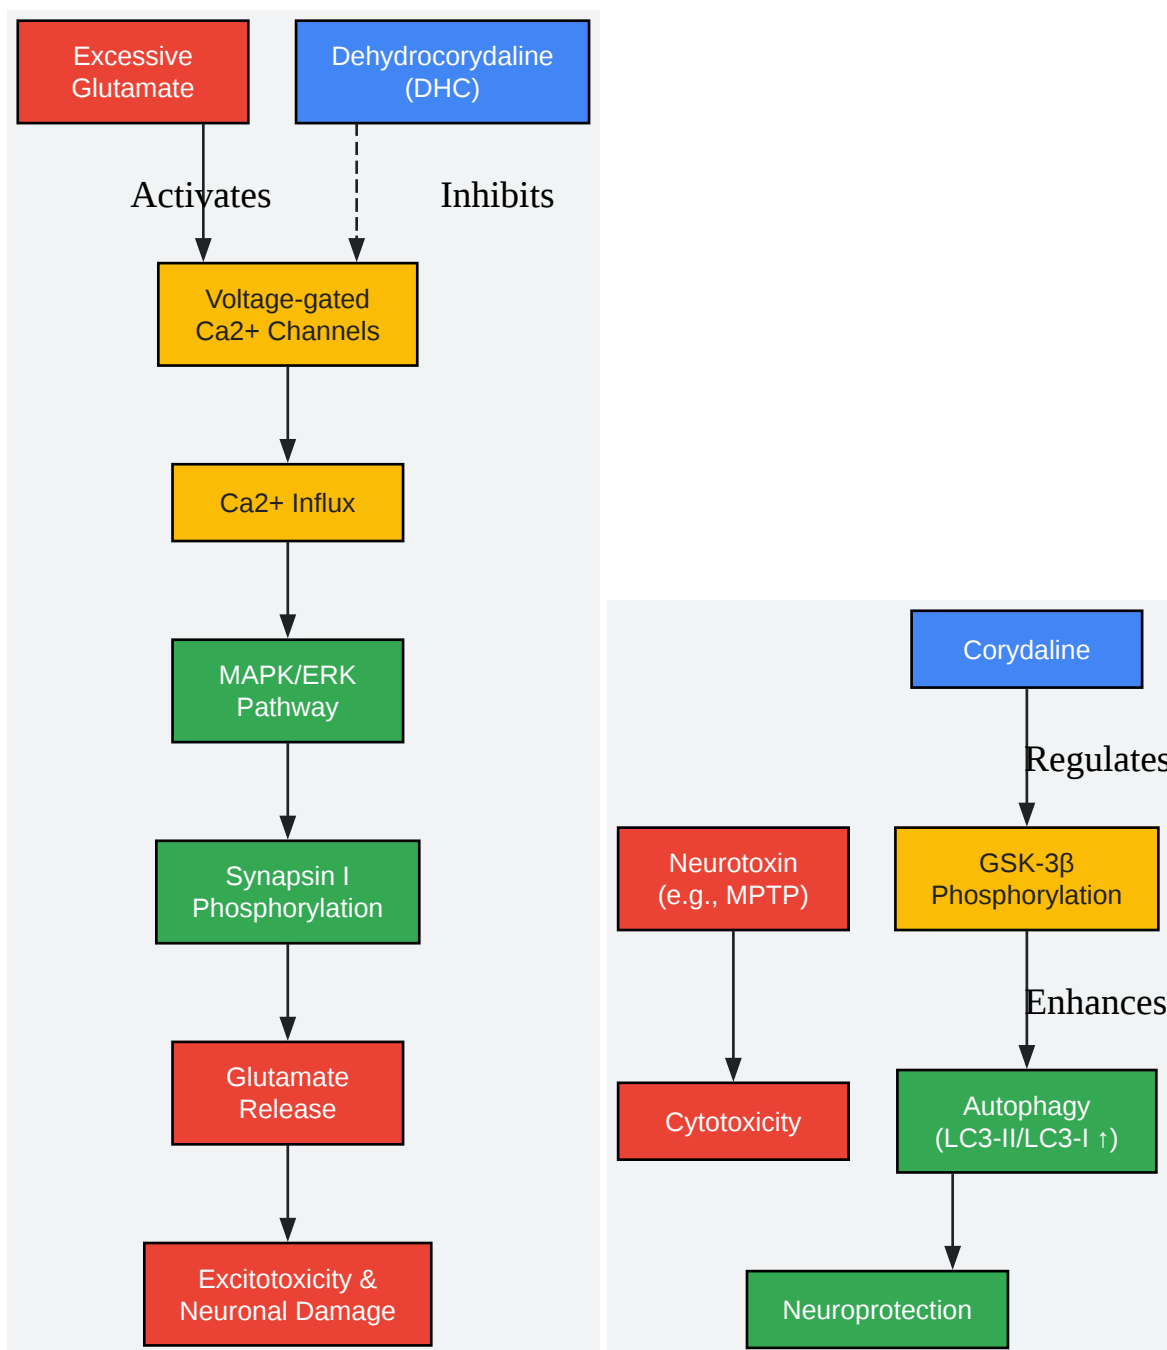 Excessive
Glutamate
Dehydrocorydaline
(DHC)
Activates
Inhibits
Voltage-gated
Ca2+ Channels
Ca2+ Influx
MAPK/ERK
Pathway
Synapsin I
Phosphorylation
Glutamate
Release
Excitotoxicity &
Neuronal Damage
Corydaline
Regulates
Neurotoxin
(e.g., MPTP)
GSK-3β
Phosphorylation
Enhances
Cytotoxicity
Autophagy
(LC3-II/LC3-I ↑)
Neuroprotection